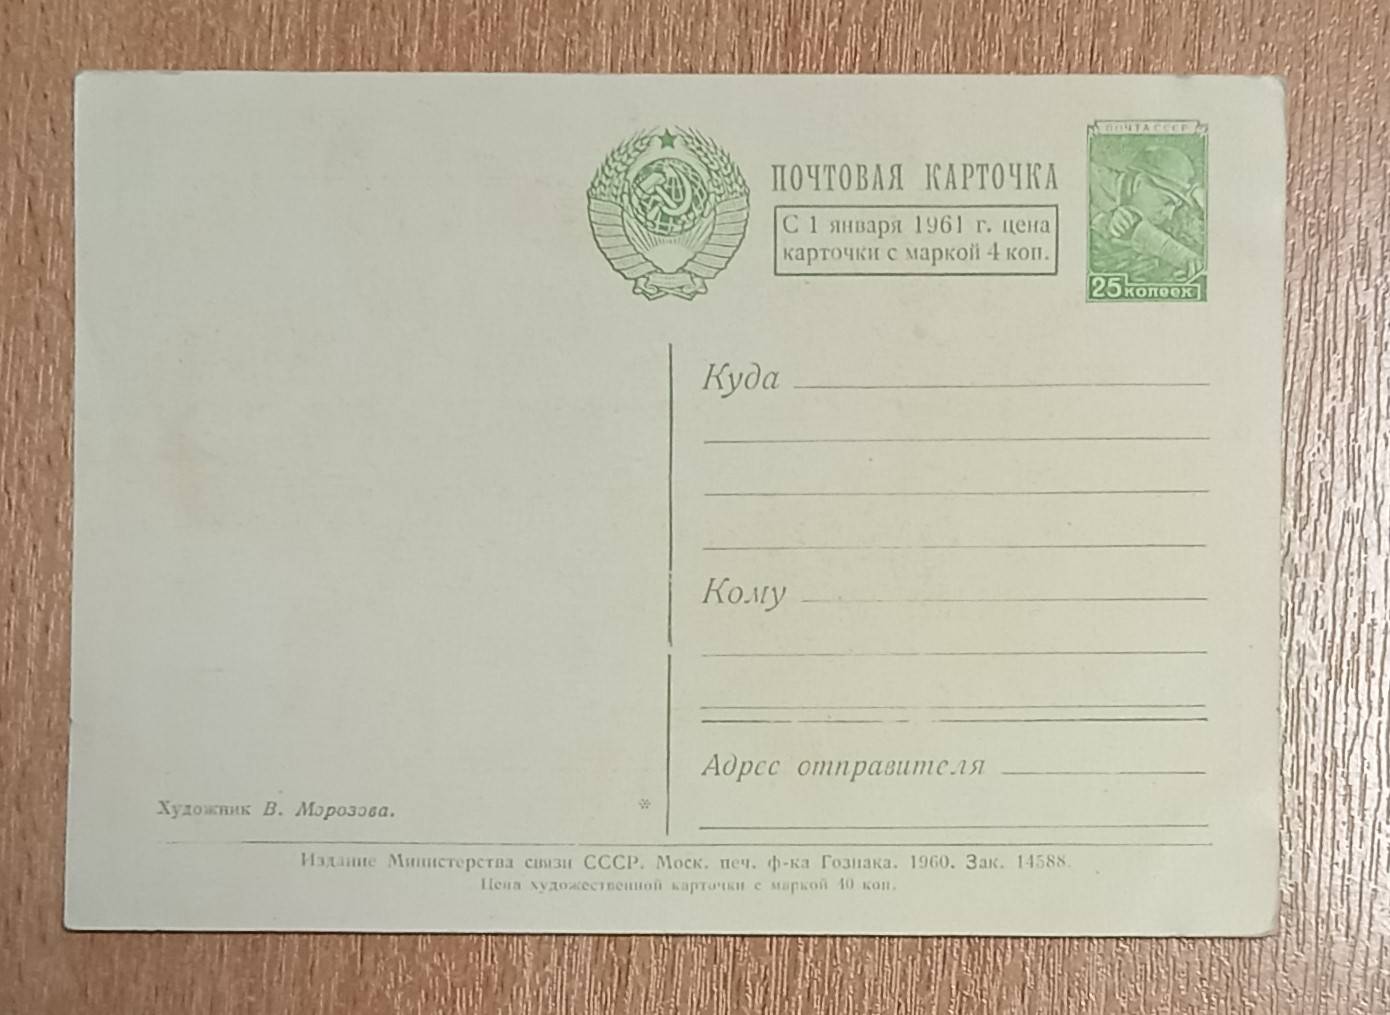 ПОЧТА СССР
ПОЧТОВАЯ КАРТОЧКА
С 1 января 1961 г. цена
карточки с маркой 4 коп.
25 копеек
Куда
Кому
Адрес отправителя
Художник В. Морозова.
*
Издание Министерства связи СССР. Моск. печ. ф-ка Гознака. 1960. Зак. 14588.
Цена художественной карточки с маркой 40 коп.